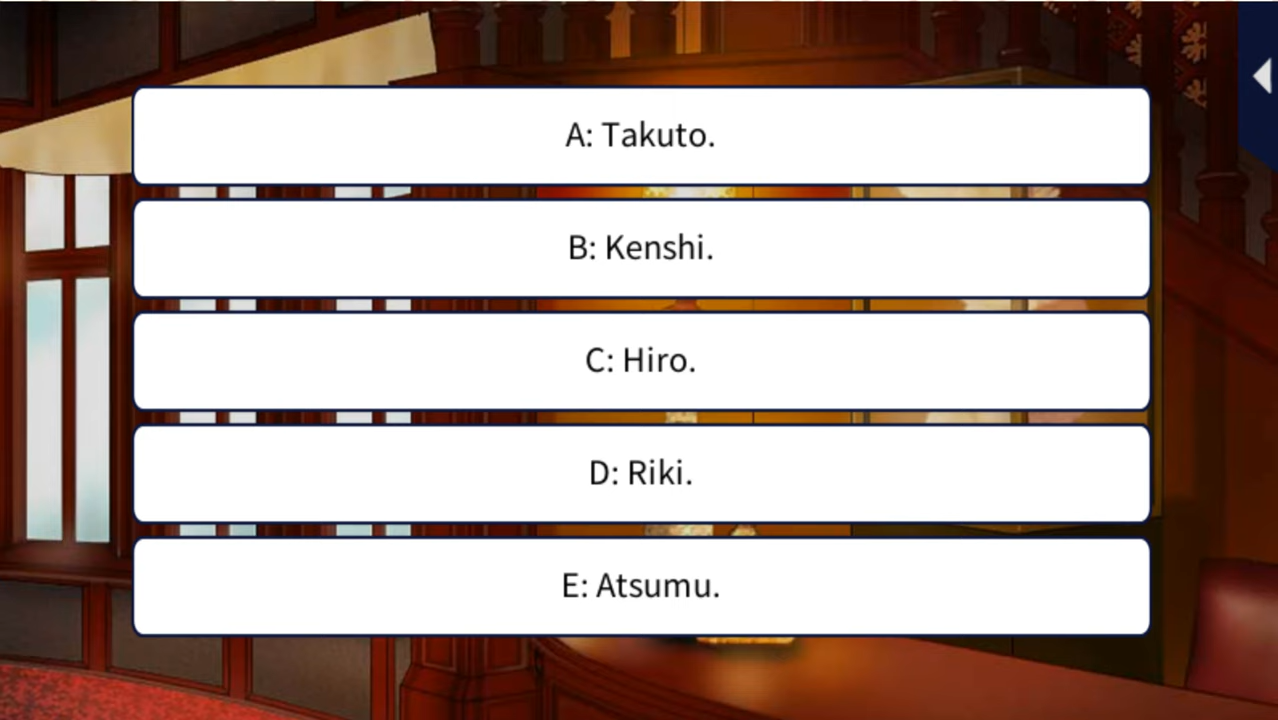 A: Takuto.
B: Kenshi.
C: Hiro.
D: Riki.
E: Atsumu.